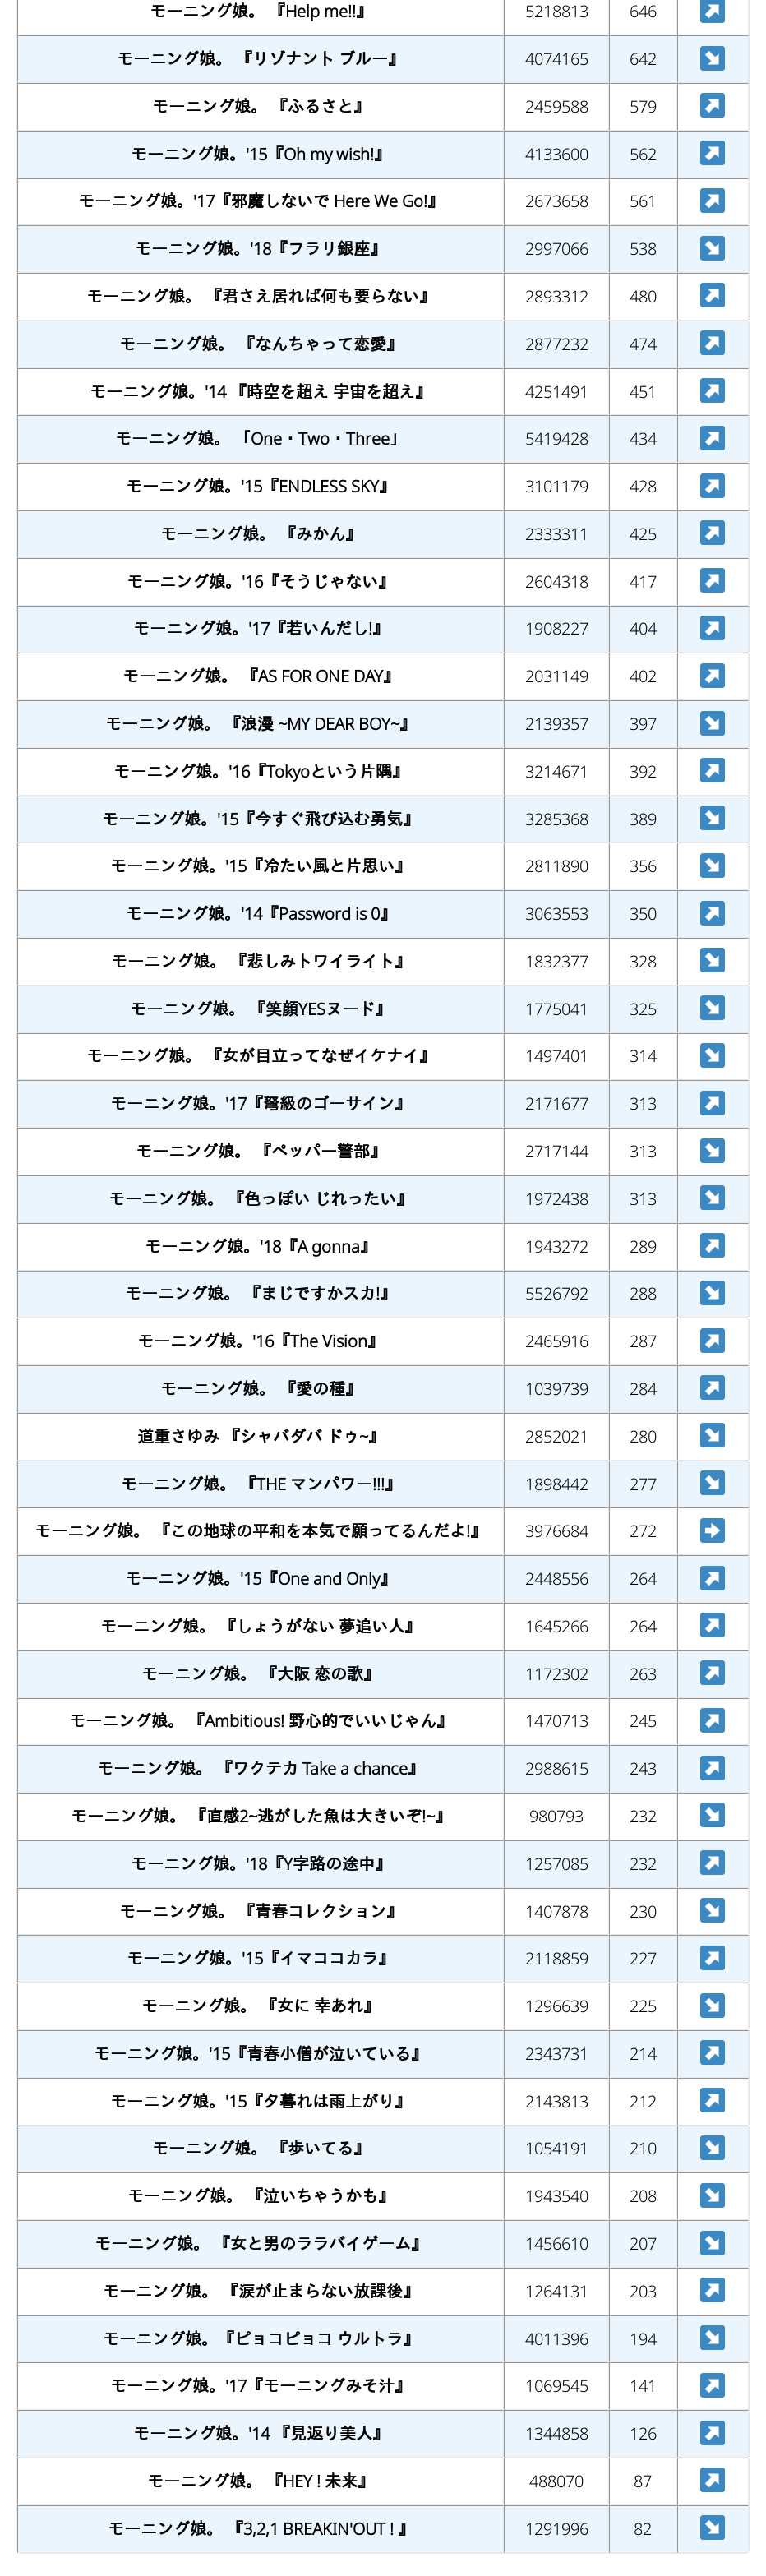 モーニング娘。 『Help me!!』 5218813 646 ↗
モーニング娘。 『リゾナント ブルー』 4074165 642 ↘
モーニング娘。 『ふるさと』 2459588 579 ↗
モーニング娘。'15『Oh my wish!』 4133600 562 ↗
モーニング娘。'17『邪魔しないで Here We Go!』 2673658 561 ↗
モーニング娘。'18『フラリ銀座』 2997066 538 ↘
モーニング娘。 『君さえ居れば何も要らない』 2893312 480 ↗
モーニング娘。 『なんちゃって恋愛』 2877232 474 ↗
モーニング娘。'14 『時空を超え 宇宙を超え』 4251491 451 ↗
モーニング娘。 「One・Two・Three」 5419428 434 ↗
モーニング娘。'15『ENDLESS SKY』 3101179 428 ↗
モーニング娘。 『みかん』 2333311 425 ↗
モーニング娘。'16『そうじゃない』 2604318 417 ↗
モーニング娘。'17『若いんだし!』 1908227 404 ↗
モーニング娘。 『AS FOR ONE DAY』 2031149 402 ↗
モーニング娘。 『浪漫 ~MY DEAR BOY~』 2139357 397 ↘
モーニング娘。'16『Tokyoという片隅』 3214671 392 ↗
モーニング娘。'15『今すぐ飛び込む勇気』 3285368 389 ↘
モーニング娘。'15『冷たい風と片思い』 2811890 356 ↘
モーニング娘。'14『Password is 0』 3063553 350 ↗
モーニング娘。 『悲しみトワイライト』 1832377 328 ↘
モーニング娘。 『笑顔YESヌード』 1775041 325 ↘
モーニング娘。 『女が目立ってなぜイケナイ』 1497401 314 ↘
モーニング娘。'17『弩級のゴーサイン』 2171677 313 ↗
モーニング娘。 『ペッパー警部』 2717144 313 ↘
モーニング娘。 『色っぽい じれったい』 1972438 313 ↘
モーニング娘。'18『A gonna』 1943272 289 ↗
モーニング娘。 『まじですかスカ!』 5526792 288 ↘
モーニング娘。'16『The Vision』 2465916 287 ↗
モーニング娘。 『愛の種』 1039739 284 ↗
道重さゆみ 『シャバダバ ドゥ~』 2852021 280 ↘
モーニング娘。 『THE マンパワー!!!』 1898442 277 ↘
モーニング娘。 『この地球の平和を本気で願ってるんだよ!』 3976684 272 →
モーニング娘。'15『One and Only』 2448556 264 ↗
モーニング娘。 『しょうがない 夢追い人』 1645266 264 ↗
モーニング娘。 『大阪 恋の歌』 1172302 263 ↗
モーニング娘。 『Ambitious! 野心的でいいじゃん』 1470713 245 ↗
モーニング娘。 『ワクテカ Take a chance』 2988615 243 ↗
モーニング娘。 『直感2~逃がした魚は大きいぞ!~』 980793 232 ↘
モーニング娘。'18『Y字路の途中』 1257085 232 ↗
モーニング娘。 『青春コレクション』 1407878 230 ↘
モーニング娘。'15『イマココカラ』 2118859 227 ↗
モーニング娘。 『女に 幸あれ』 1296639 225 ↘
モーニング娘。'15『青春小僧が泣いている』 2343731 214 ↗
モーニング娘。'15『夕暮れは雨上がり』 2143813 212 ↗
モーニング娘。 『歩いてる』 1054191 210 ↘
モーニング娘。 『泣いちゃうかも』 1943540 208 ↘
モーニング娘。 『女と男のララバイゲーム』 1456610 207 ↘
モーニング娘。 『涙が止まらない放課後』 1264131 203 ↗
モーニング娘。『ピョコピョコ ウルトラ』 4011396 194 ↘
モーニング娘。'17『モーニングみそ汁』 1069545 141 ↗
モーニング娘。'14 『見返り美人』 1344858 126 ↗
モーニング娘。 『HEY ! 未来』 488070 87 ↗
モーニング娘。 『3,2,1 BREAKIN'OUT ! 』 1291996 82 ↘